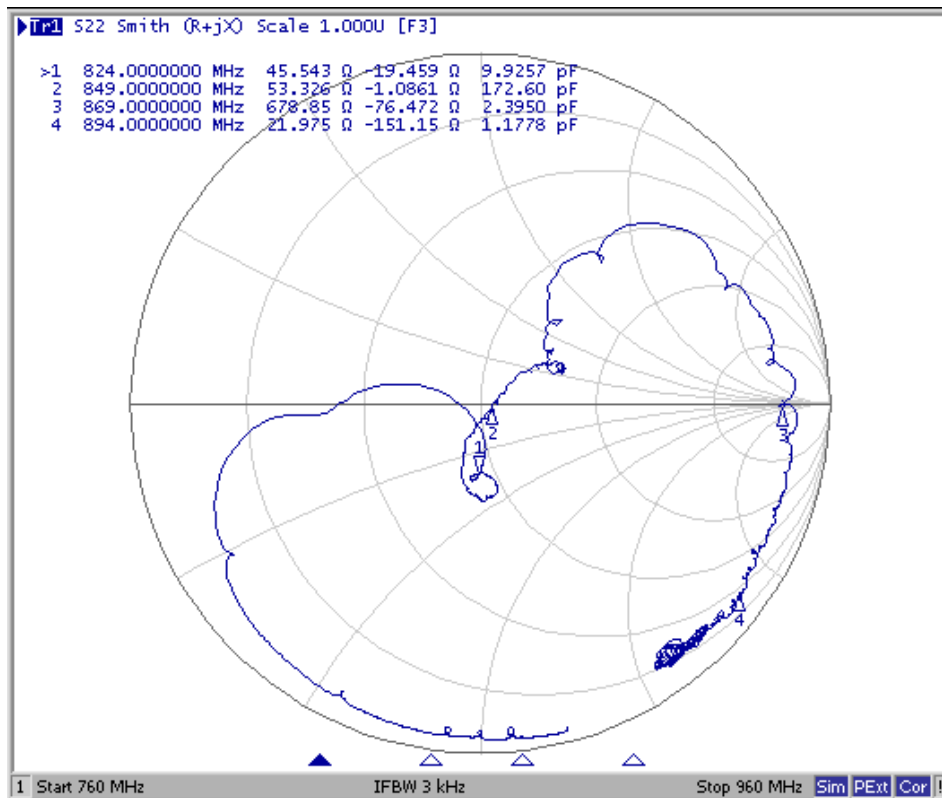 ▶Tr1 S22 Smith (R+jX) Scale 1.000U [F3]
>1 824.0000000 MHz 45.543 Ω -19.459 Ω 9.9257 pF
2 849.0000000 MHz 53.326 Ω -1.0861 Ω 172.60 pF
3 869.0000000 MHz 678.85 Ω -76.472 Ω 2.3950 pF
4 894.0000000 MHz 21.975 Ω -151.15 Ω 1.1778 pF
2
3
1
4
1 Start 760 MHz IFBW 3 kHz Stop 960 MHz Sim PExt Cor